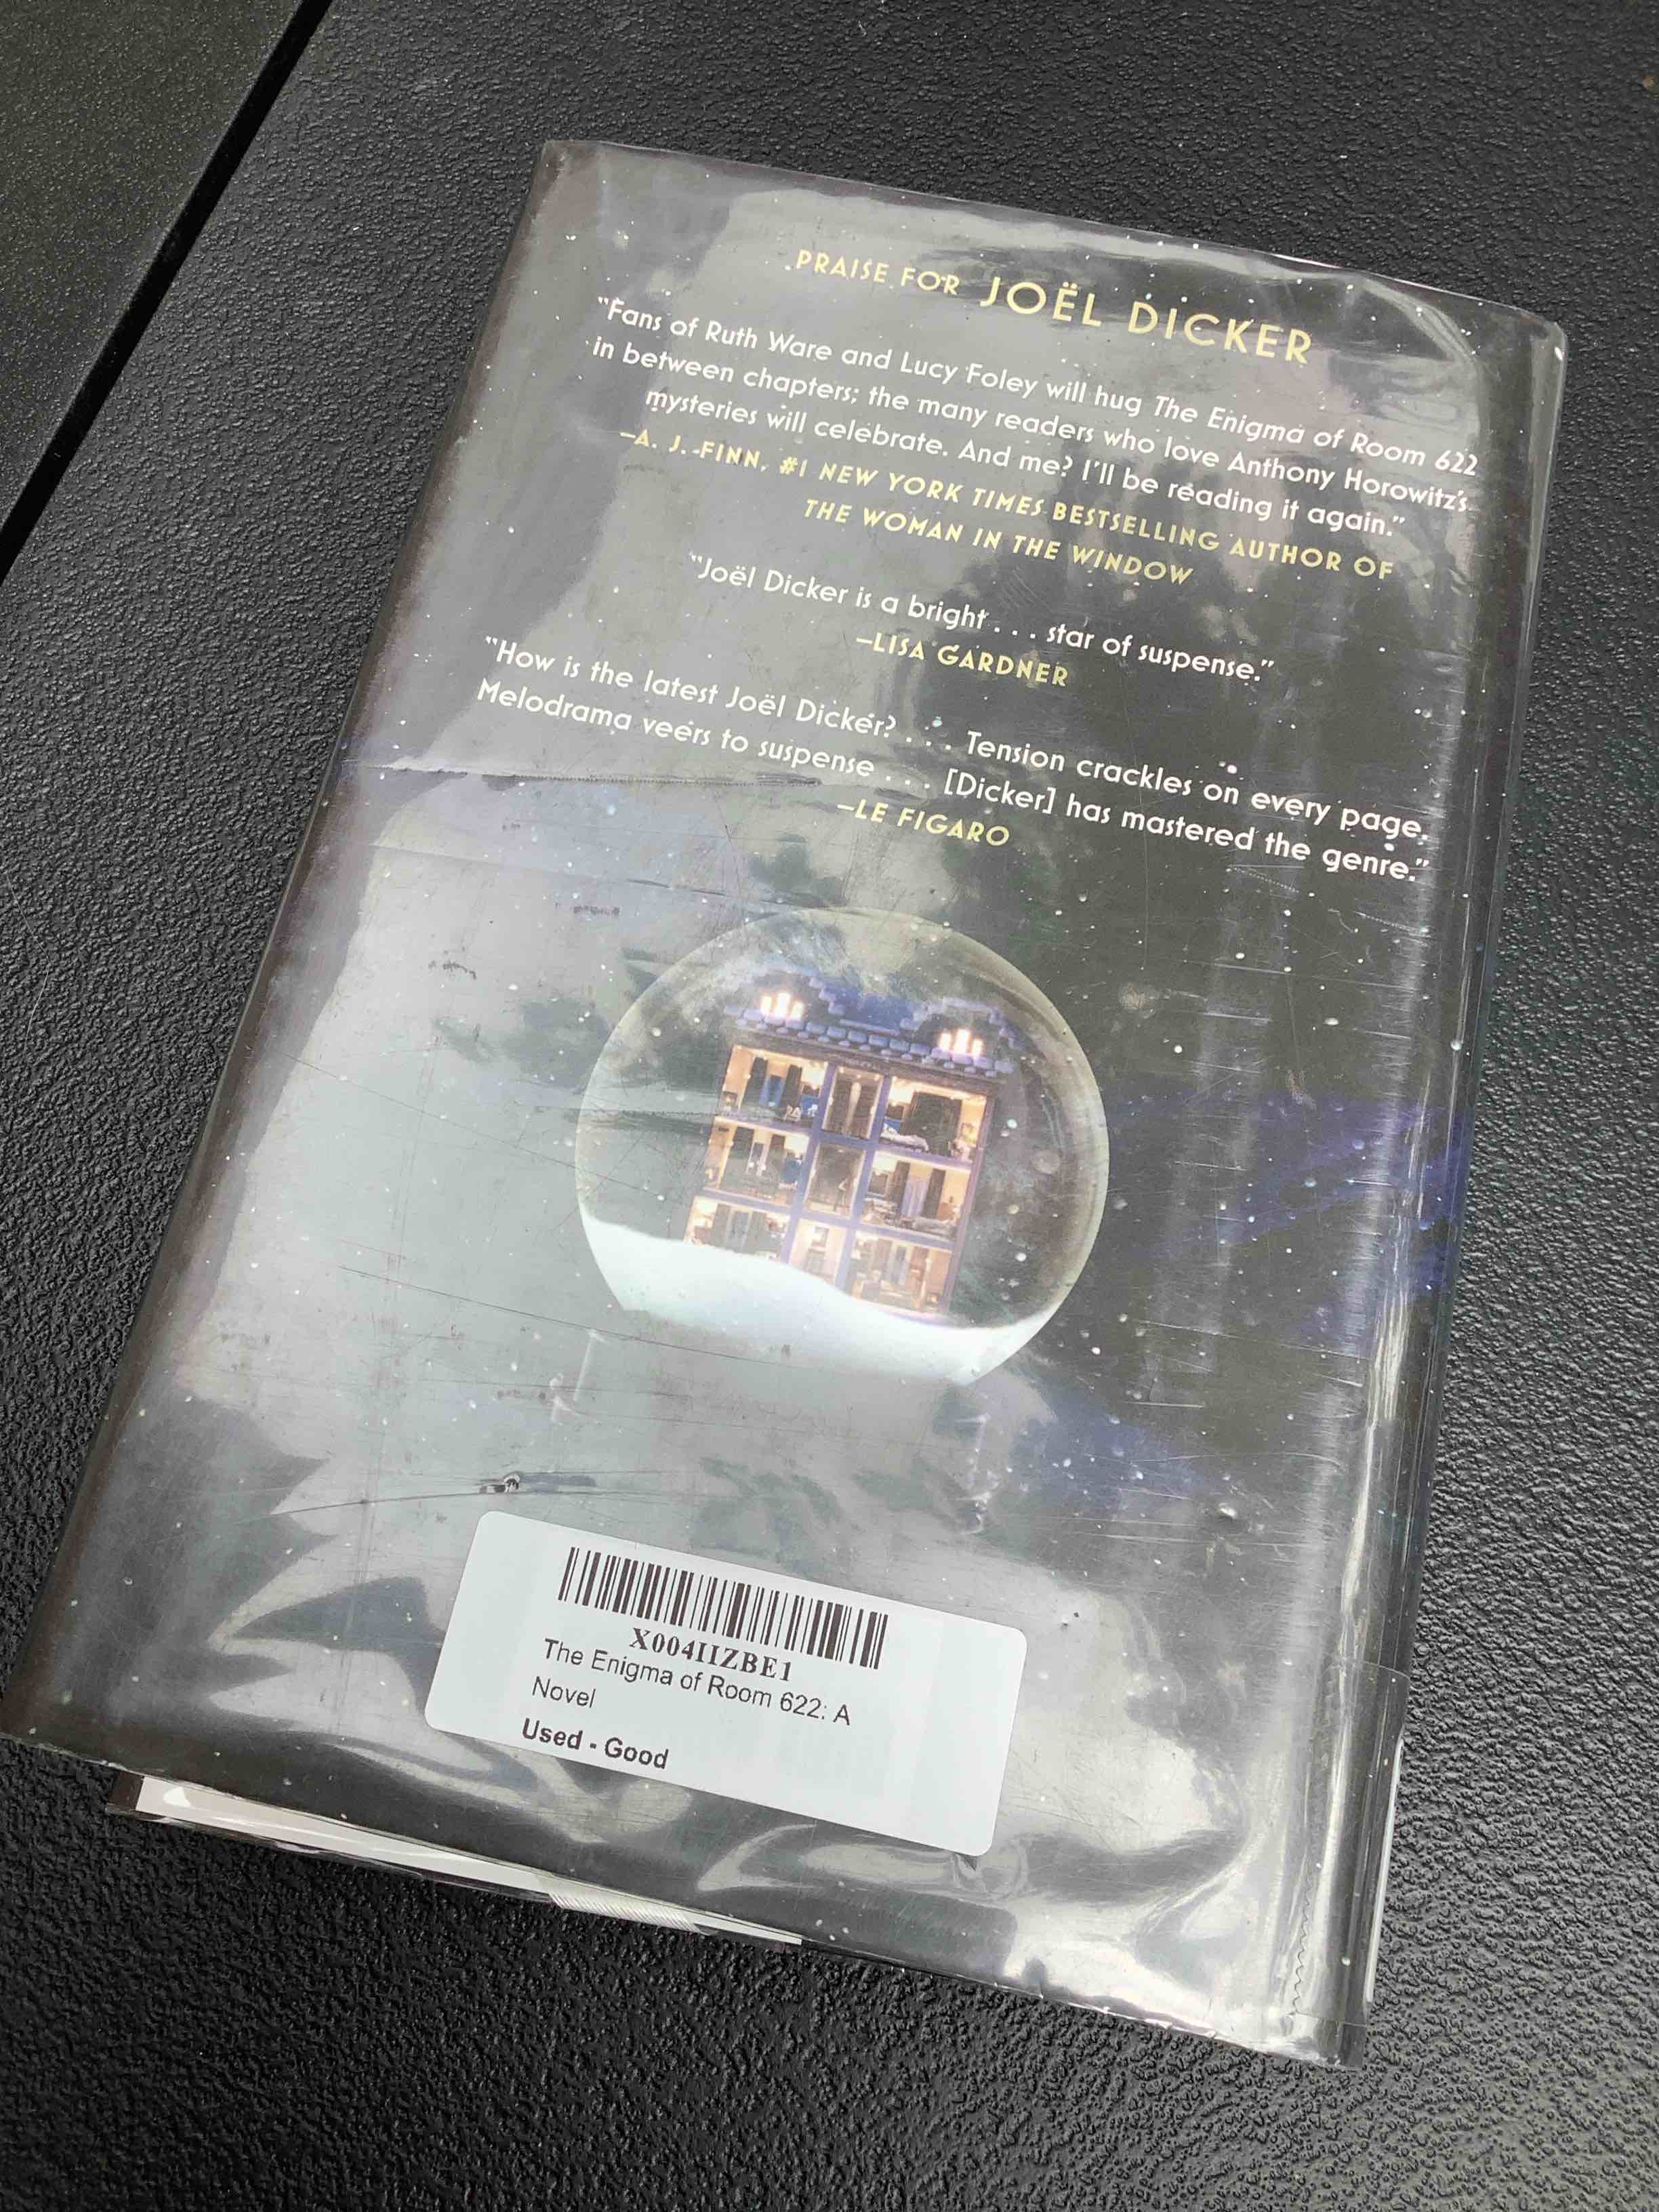 PRAISE FOR JOËL DICKER
"Fans of Ruth Ware and Lucy Foley will hug The Enigma of Room 622
in between chapters; the many readers who love Anthony Horowitz's
mysteries will celebrate. And me? I'll be reading it again."
—A. J. FINN, #1 NEW YORK TIMES BESTSELLING AUTHOR OF
THE WOMAN IN THE WINDOW
"Joël Dicker is a bright . . . star of suspense."
—LISA GARDNER
"How is the latest Joël Dicker? . . . Tension crackles on every page.
Melodrama veers to suspense . . . [Dicker] has mastered the genre."
—LE FIGARO
X004IIZBE1
The Enigma of Room 622: A
Novel
Used - Good